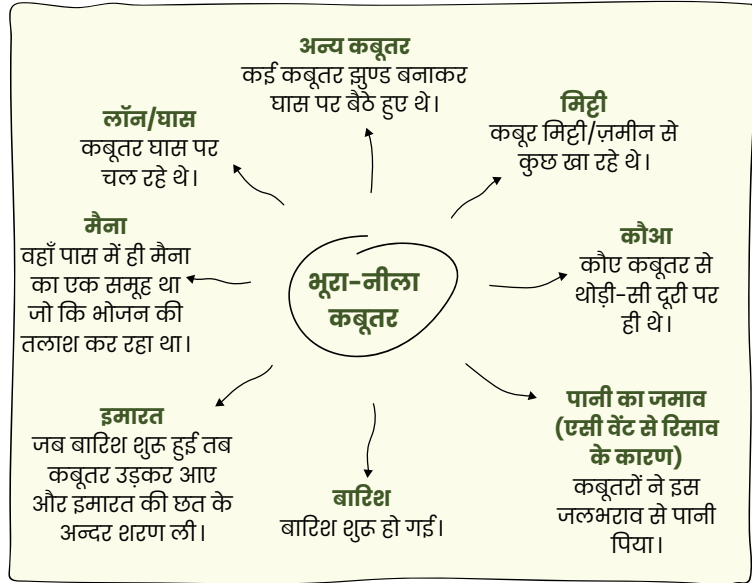 अन्य कबूतर
कई कबूतर झुण्ड बनाकर
घास पर बैठे हुए थे।
मिट्टी
कबूर मिट्टी/ज़मीन से
कुछ खा रहे थे।
लॉन/घास
कबूतर घास पर
चल रहे थे।
मैना
वहाँ पास में ही मैना
का एक समूह था
जो कि भोजन की
तलाश कर रहा था।
भूरा-नीला
कबूतर
कौआ
कौए कबूतर से
थोड़ी-सी दूरी पर
ही थे।
इमारत
जब बारिश शुरू हुई तब
कबूतर उड़कर आए
और इमारत की छत के
अन्दर शरण ली।
बारिश
बारिश शुरू हो गई।
पानी का जमाव
(एसी वेंट से रिसाव
के कारण)
कबूतरों ने इस
जलभराव से पानी
पिया।